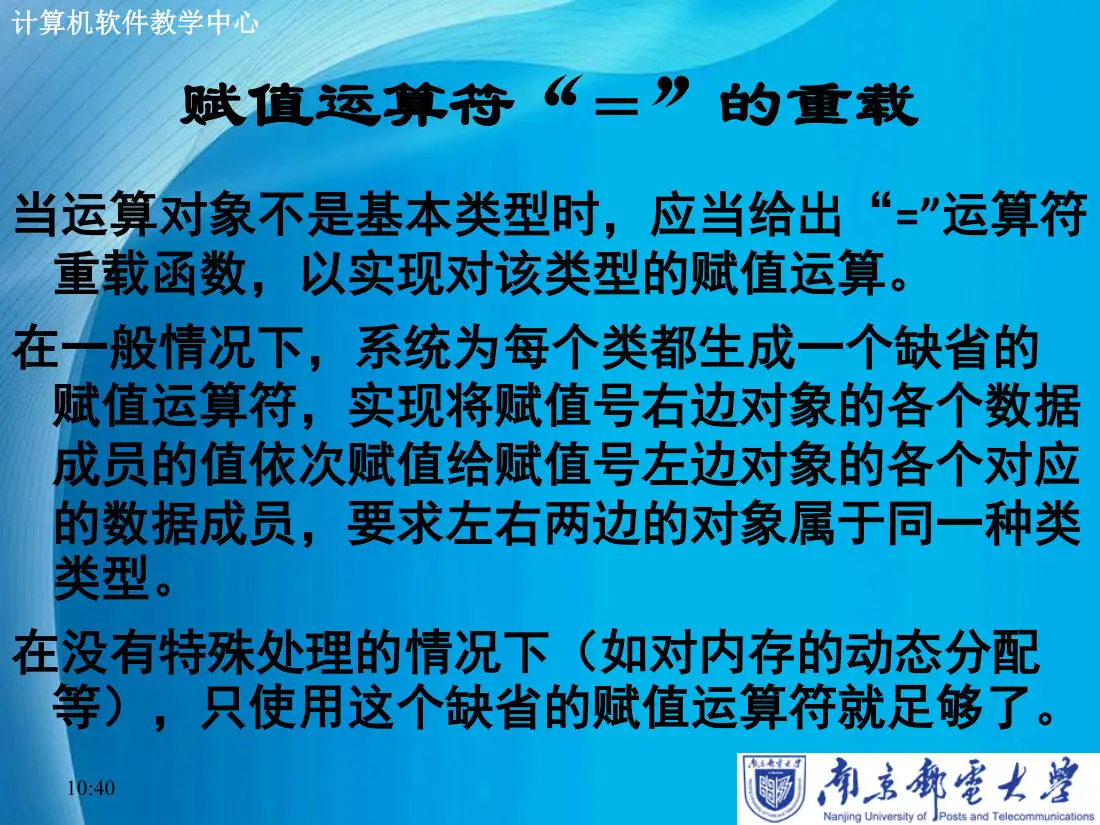 计算机软件教学中心
赋值运算符“=”的重载
当运算对象不是基本类型时，应当给出“=”运算符
重载函数，以实现对该类型的赋值运算。
在一般情况下，系统为每个类都生成一个缺省的
赋值运算符，实现将赋值号右边对象的各个数据
成员的值依次赋值给赋值号左边对象的各个对应
的数据成员，要求左右两边的对象属于同一种类
类型。
在没有特殊处理的情况下（如对内存的动态分配
等），只使用这个缺省的赋值运算符就足够了。
10:40
南京邮电大学
Nanjing University of Posts and Telecommunications